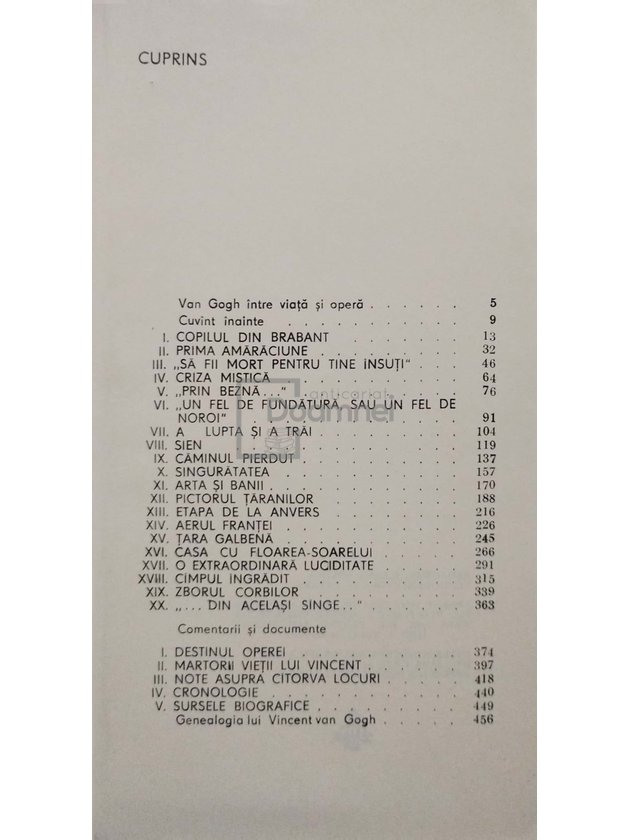 CUPRINS
Van Gogh între viață și operă . . . . . . 5
Cuvînt înainte . . . . . . . . . . 9
I. COPILUL DIN BRABANT . . . . . . . 13
II. PRIMA AMĂRĂCIUNE . . . . . . . . 32
III. „SĂ FII MORT PENTRU TINE ÎNSUȚI“ . . . 46
IV. CRIZA MISTICĂ . . . . . . . . . . 64
V. „PRIN BEZNĂ...“ . . . . . . . . . 76
VI. „UN FEL DE FUNDĂTURĂ, SAU UN FEL DE
NOROI“ . . . . . . . . . . . . 91
VII. A LUPTA ȘI A TRĂI . . . . . . . . 104
VIII. SIEN . . . . . . . . . . . . . 119
IX. CĂMINUL PIERDUT . . . . . . . . . 137
X. SINGURĂTATEA . . . . . . . . . . 157
XI. ARTA ȘI BANII . . . . . . . . . . 170
XII. PICTORUL ȚĂRANILOR . . . . . . . 188
XIII. ETAPA DE LA ANVERS . . . . . . . 216
XIV. AERUL FRANȚEI . . . . . . . . . . 226
XV. ȚARA GALBENĂ . . . . . . . . . . 245
XVI. CASA CU FLOAREA-SOARELUI . . . . . 266
XVII. O EXTRAORDINARĂ LUCIDITATE . . . . . 291
XVIII. CÎMPUL ÎNGRĂDIT . . . . . . . . . 315
XIX. ZBORUL CORBILOR . . . . . . . . . 339
XX. „... DIN ACELAȘI SÎNGE..“ . . . . . . 363
Comentarii și documente
I. DESTINUL OPEREI . . . . . . . . . 374
II. MARTORII VIEȚII LUI VINCENT . . . . . . 397
III. NOTE ASUPRA CÎTORVA LOCURI . . . . . 418
IV. CRONOLOGIE . . . . . . . . . . . 440
V. SURSELE BIOGRAFICE . . . . . . . . 449
Genealogia lui Vincent van Gogh . . . . . 456
anticariat
Doamnei